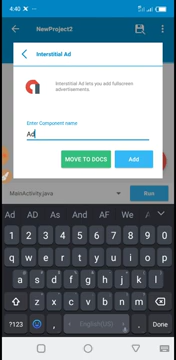 4:40
NewProject2
Interstitial Ad
Interstitial Ad lets you add fullscreen
advertisements.
Enter Component name:
Ad
MOVE TO DOCS
Add
MainActivity.java
Run
Ad AD As And AF We A
1 2 3 4 5 6 7 8 9 0
q w e r t y u i o p
a s d f g h j k l
z x c v b n m
?123 , English(US) . Done